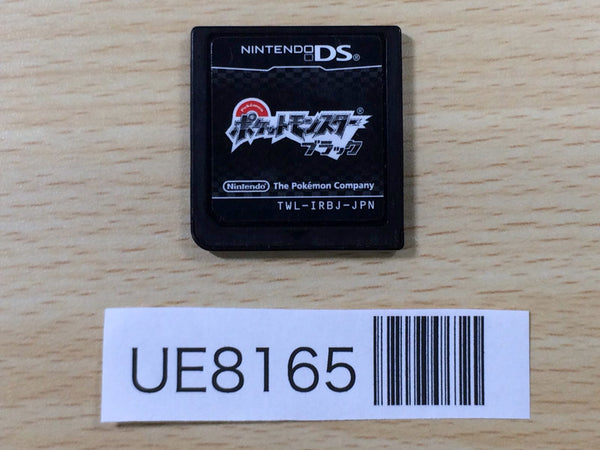 NINTENDO DS®
Pokémon
ポケットモンスター®
ブラック
Nintendo® The Pokémon Company
TWL-IRBJ-JPN
UE8165